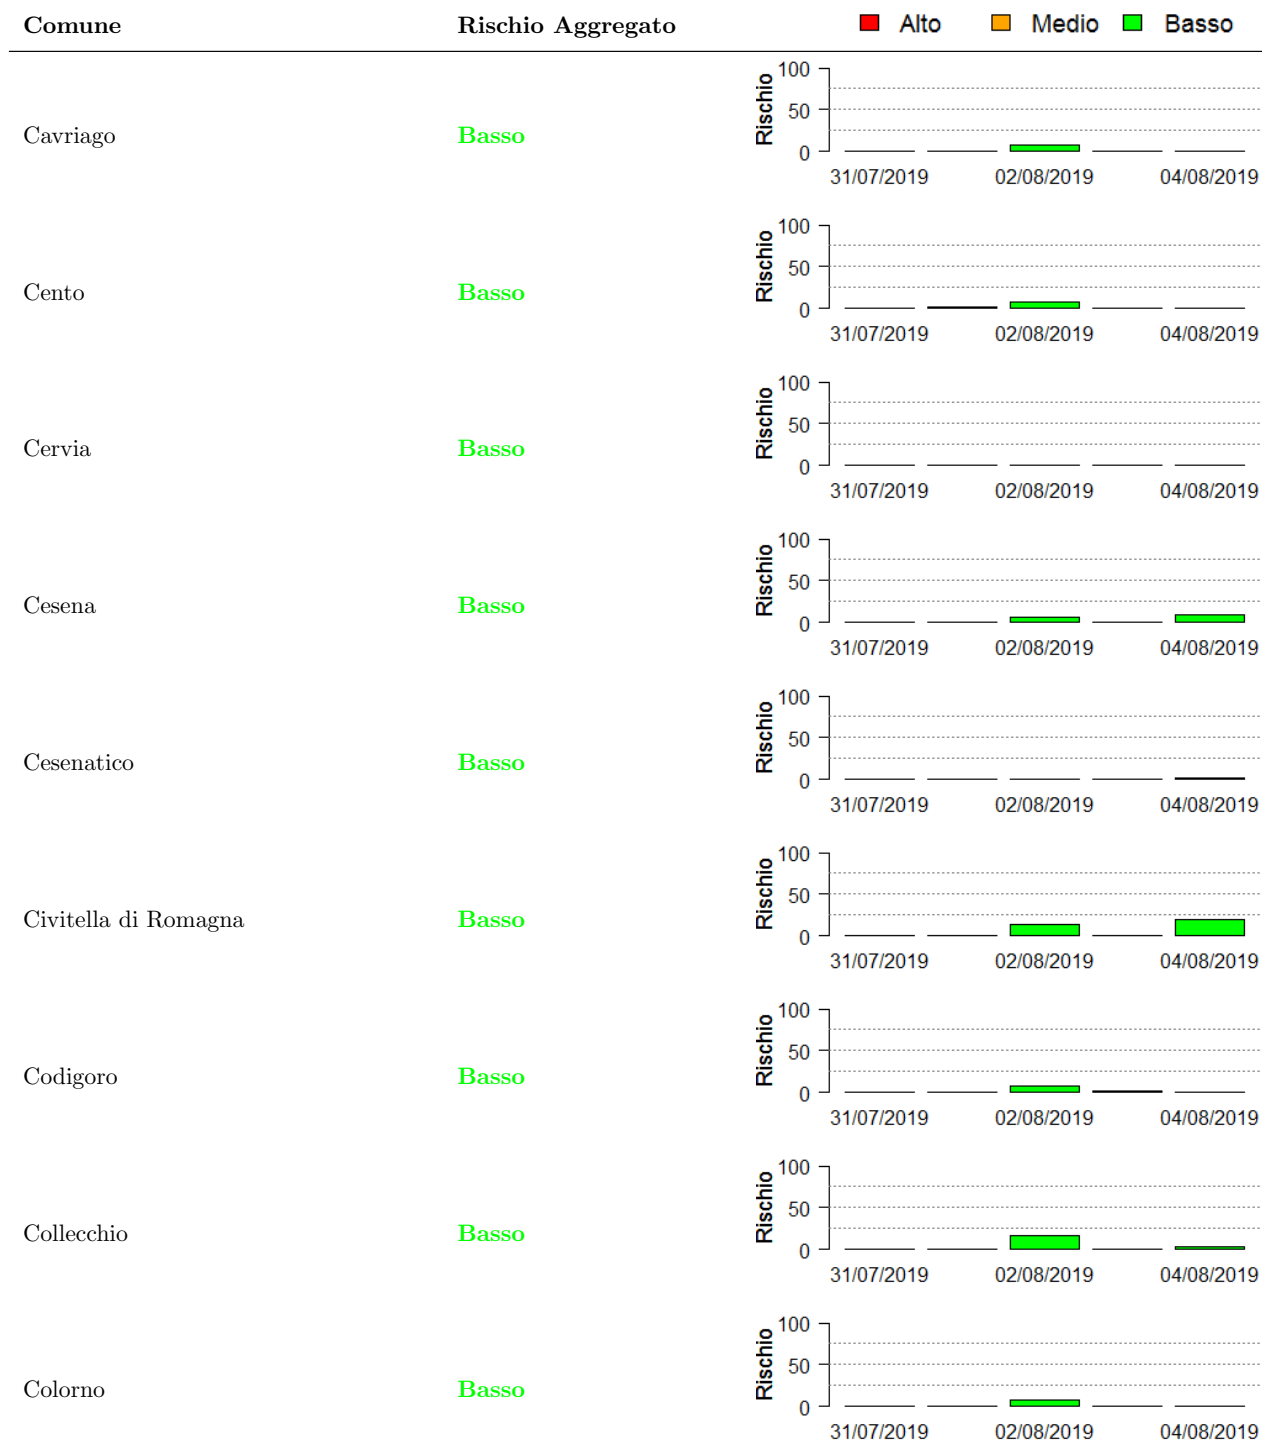 Comune Rischio Aggregato Alto Medio Basso
Cavriago Basso Rischio 100 50 0
31/07/2019 02/08/2019 04/08/2019
Cento Basso Rischio 100 50 0
31/07/2019 02/08/2019 04/08/2019
Cervia Basso Rischio 100 50 0
31/07/2019 02/08/2019 04/08/2019
Cesena Basso Rischio 100 50 0
31/07/2019 02/08/2019 04/08/2019
Cesenatico Basso Rischio 100 50 0
31/07/2019 02/08/2019 04/08/2019
Civitella di Romagna Basso Rischio 100 50 0
31/07/2019 02/08/2019 04/08/2019
Codigoro Basso Rischio 100 50 0
31/07/2019 02/08/2019 04/08/2019
Collecchio Basso Rischio 100 50 0
31/07/2019 02/08/2019 04/08/2019
Colorno Basso Rischio 100 50 0
31/07/2019 02/08/2019 04/08/2019